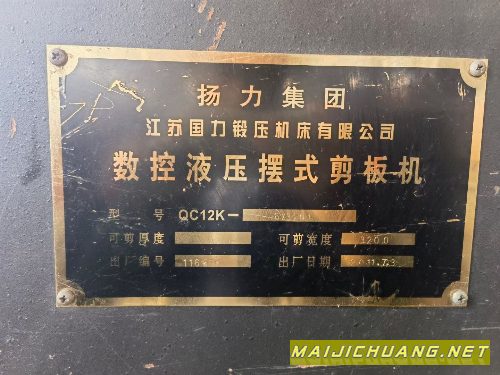 扬力集团
江苏国力锻压机床有限公司
数控液压摆式剪板机
型号 QC12K-
可剪厚度 可剪宽度 3200
出厂编号 出厂日期
MAIJICHUANG.NET